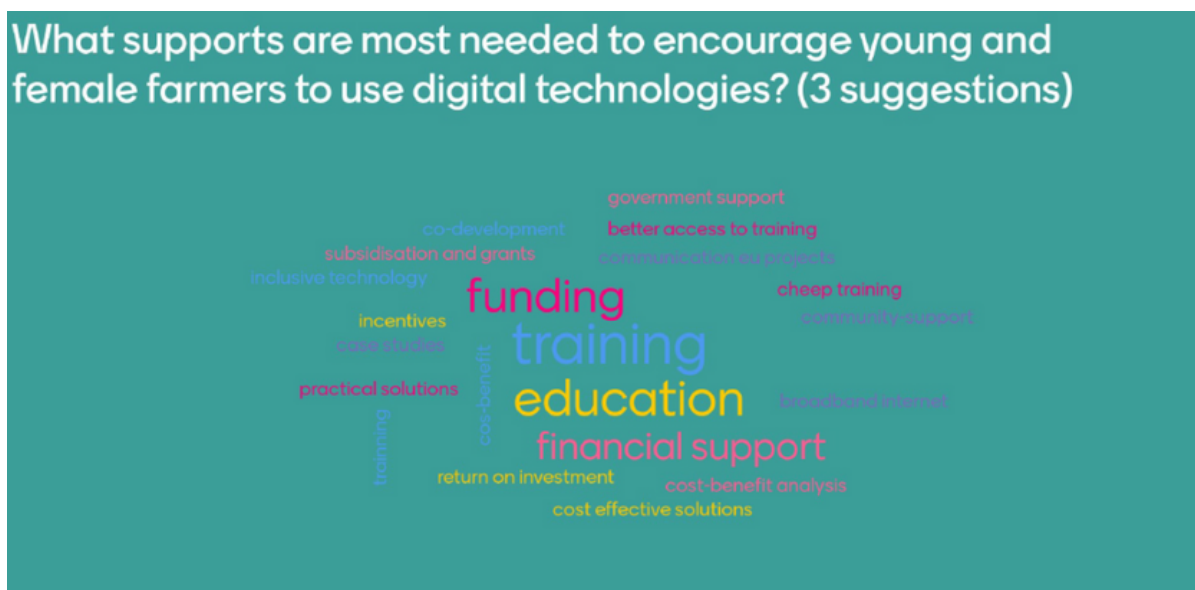 What supports are most needed to encourage young and
female farmers to use digital technologies? (3 suggestions)
government support
co-development
better access to training
subsidisation and grants
communication eu projects
inclusive technology
funding
cheep training
incentives
community-support
training
case studies
cos-benefit
practical solutions
education
broadband internet
trainning
financial support
return on investment
cost-benefit analysis
cost effective solutions